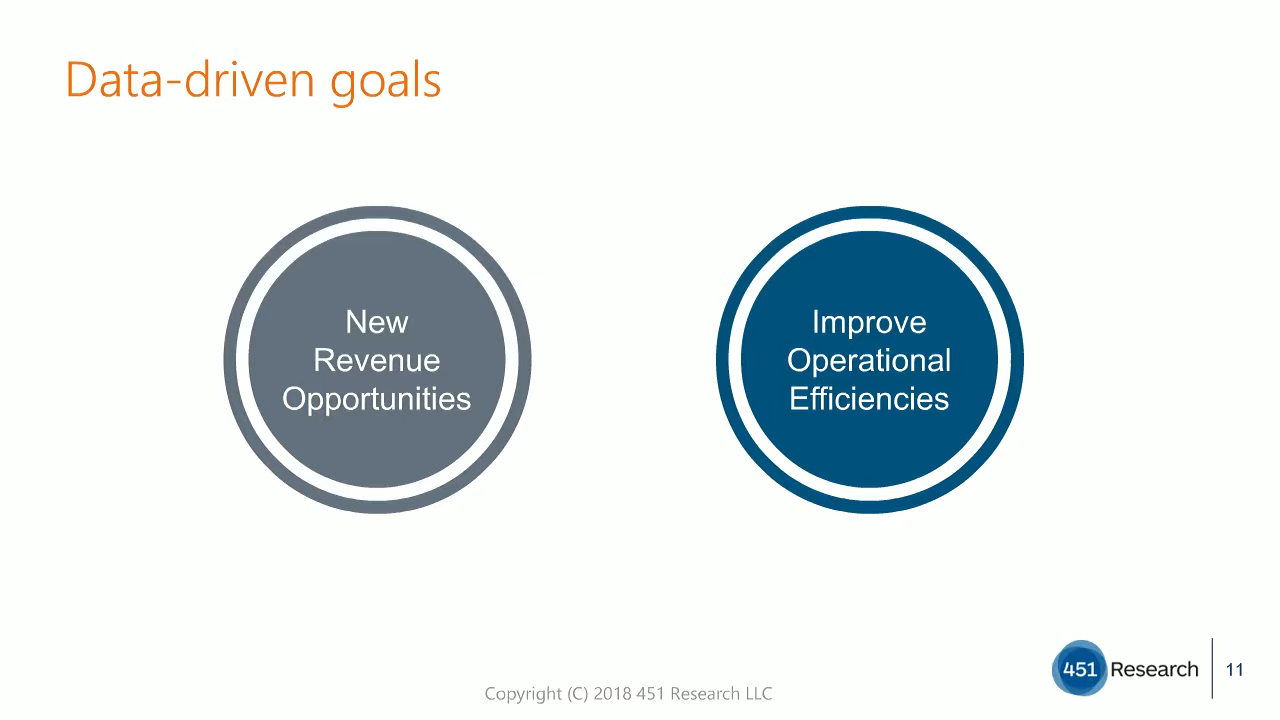 Data-driven goals
New
Revenue
Opportunities
Improve
Operational
Efficiencies
451 Research
11
Copyright (C) 2018 451 Research LLC